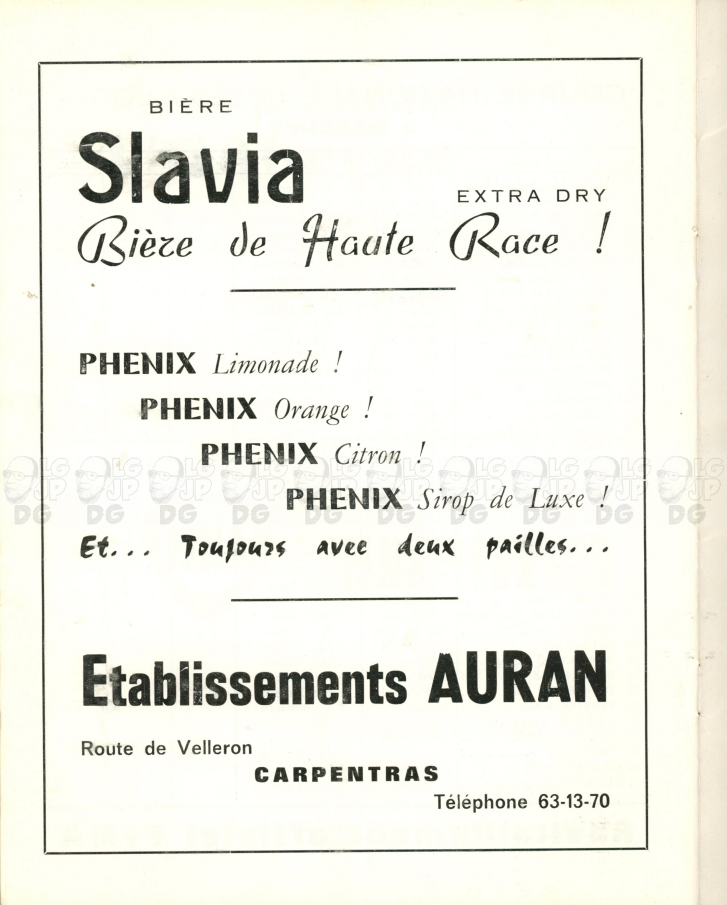 BIÈRE
Slavia
EXTRA DRY
Bière de Haute Race !
PHENIX Limonade !
PHENIX Orange !
PHENIX Citron !
PHENIX Sirop de Luxe !
Et... Toujours avec deux pailles...
Etablissements AURAN
Route de Velleron
CARPENTRAS
Téléphone 63-13-70